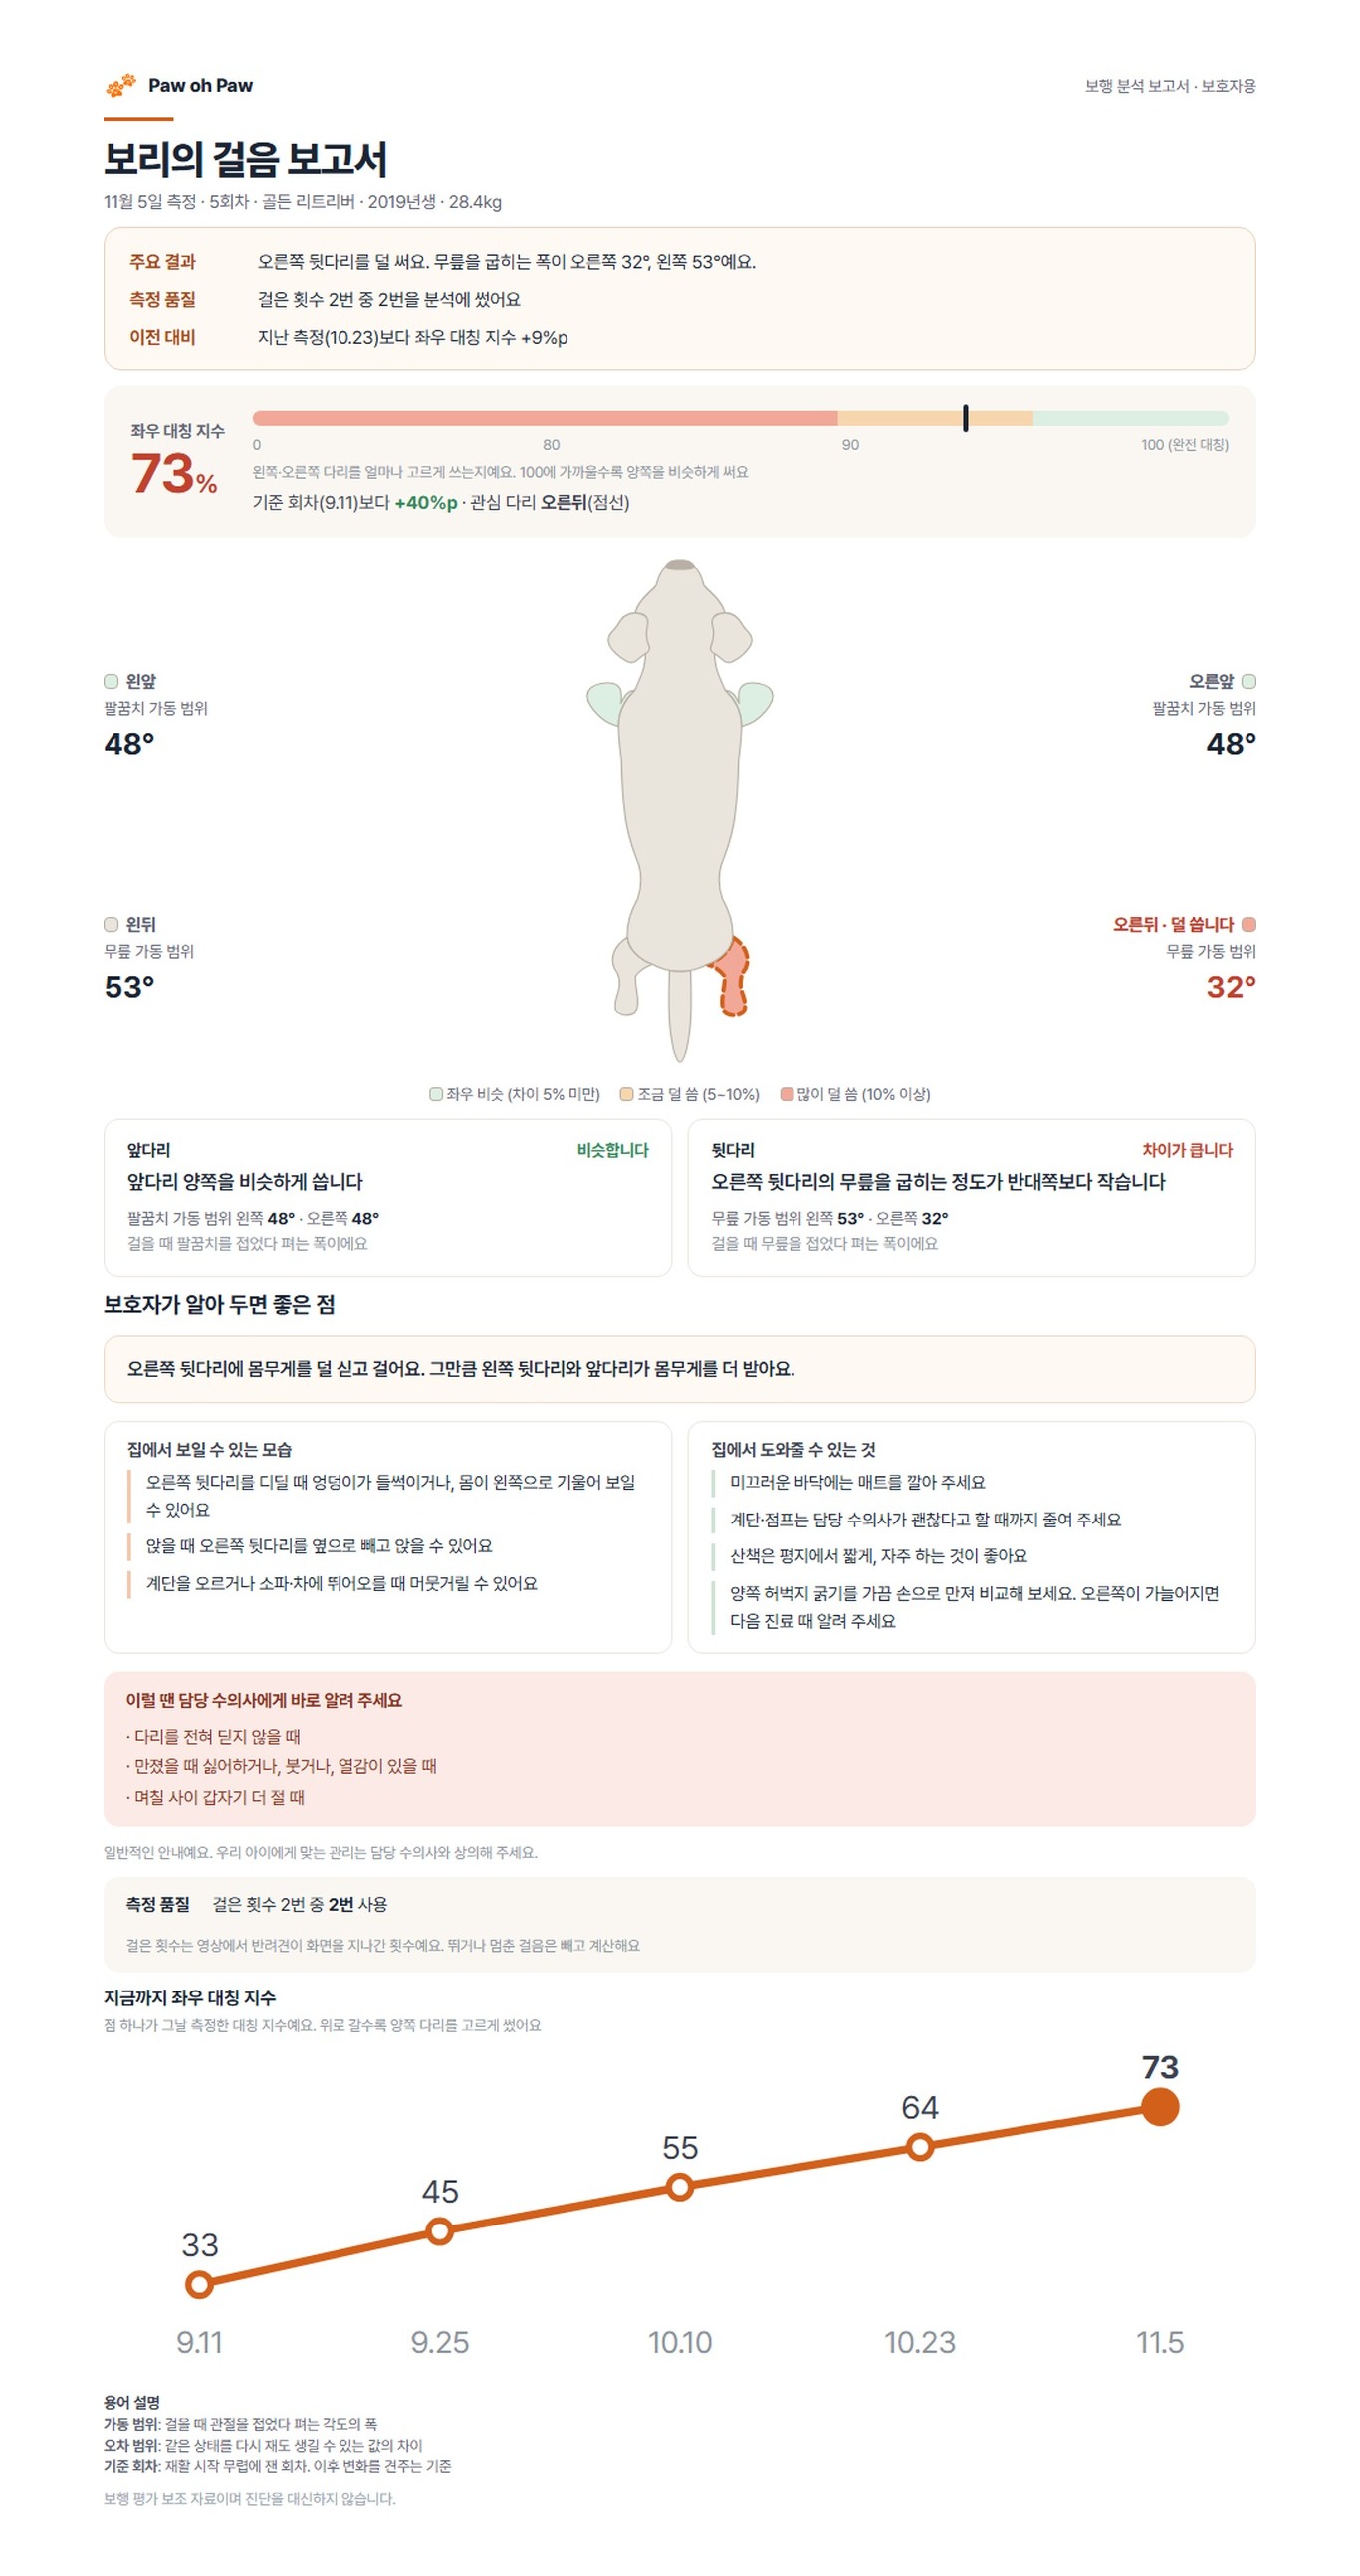 Paw oh Paw
보행 분석 보고서 · 보호자용
보리의 걸음 보고서
11월 5일 측정 · 5회차 · 골든 리트리버 · 2019년생 · 28.4kg
주요 결과 오른쪽 뒷다리를 덜 써요. 무릎을 굽히는 폭이 오른쪽 32°, 왼쪽 53°예요.
측정 품질 걸은 횟수 2번 중 2번을 분석에 썼어요
이전 대비 지난 측정(10.23)보다 좌우 대칭 지수 +9%p
좌우 대칭 지수
73%
0 80 90 100 (완전 대칭)
왼쪽·오른쪽 다리를 얼마나 고르게 쓰는지예요. 100에 가까울수록 양쪽을 비슷하게 써요
기준 회차(9.11)보다 +40%p · 관심 다리 오른뒤(점선)
왼앞
팔꿈치 가동 범위
48°
오른앞
팔꿈치 가동 범위
48°
왼뒤
무릎 가동 범위
53°
오른뒤 · 덜 씁니다
무릎 가동 범위
32°
좌우 비슷 (차이 5% 미만) 조금 덜 씀 (5~10%) 많이 덜 씀 (10% 이상)
앞다리 비슷합니다
앞다리 양쪽을 비슷하게 씁니다
팔꿈치 가동 범위 왼쪽 48° · 오른쪽 48°
걸을 때 팔꿈치를 접었다 펴는 폭이에요
뒷다리 차이가 큽니다
오른쪽 뒷다리의 무릎을 굽히는 정도가 반대쪽보다 작습니다
무릎 가동 범위 왼쪽 53° · 오른쪽 32°
걸을 때 무릎을 접었다 펴는 폭이에요
보호자가 알아 두면 좋은 점
오른쪽 뒷다리에 몸무게를 덜 싣고 걸어요. 그만큼 왼쪽 뒷다리와 앞다리가 몸무게를 더 받아요.
집에서 보일 수 있는 모습
오른쪽 뒷다리를 디딜 때 엉덩이가 들썩이거나, 몸이 왼쪽으로 기울어 보일
수 있어요
앉을 때 오른쪽 뒷다리를 옆으로 빼고 앉을 수 있어요
계단을 오르거나 소파·차에 뛰어오를 때 머뭇거릴 수 있어요
집에서 도와줄 수 있는 것
미끄러운 바닥에는 매트를 깔아 주세요
계단·점프는 담당 수의사가 괜찮다고 할 때까지 줄여 주세요
산책은 평지에서 짧게, 자주 하는 것이 좋아요
양쪽 허벅지 굵기를 가끔 손으로 만져 비교해 보세요. 오른쪽이 가늘어지면
다음 진료 때 알려 주세요
이럴 땐 담당 수의사에게 바로 알려 주세요
· 다리를 전혀 딛지 않을 때
· 만졌을 때 싫어하거나, 붓거나, 열감이 있을 때
· 며칠 사이 갑자기 더 절 때
일반적인 안내예요. 우리 아이에게 맞는 관리는 담당 수의사와 상의해 주세요.
측정 품질 걸은 횟수 2번 중 2번 사용
걸은 횟수는 영상에서 반려견이 화면을 지나간 횟수예요. 뛰거나 멈춘 걸음은 빼고 계산해요
지금까지 좌우 대칭 지수
점 하나가 그날 측정한 대칭 지수예요. 위로 갈수록 양쪽 다리를 고르게 썼어요
33 45 55 64 73
9.11 9.25 10.10 10.23 11.5
용어 설명
가동 범위: 걸을 때 관절을 접었다 펴는 각도의 폭
오차 범위: 같은 상태를 다시 재도 생길 수 있는 값의 차이
기준 회차: 재활 시작 무렵에 잰 회차. 이후 변화를 견주는 기준
보행 평가 보조 자료이며 진단을 대신하지 않습니다.